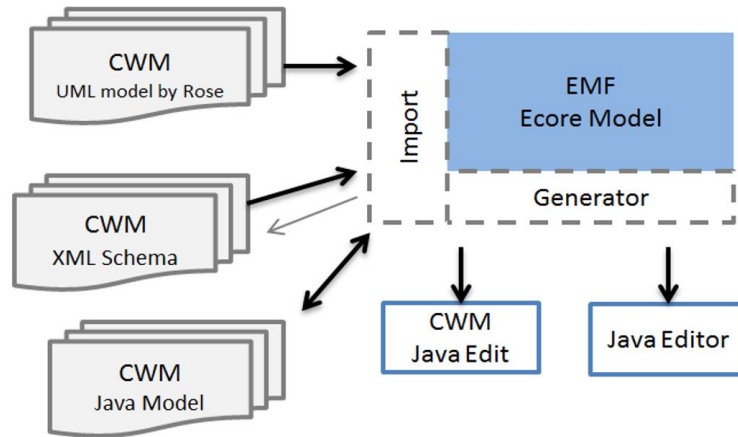 CWM
UML model by Rose
CWM
XML Schema
CWM
Java Model
Import
EMF
Ecore Model
Generator
CWM
Java Edit
Java Editor